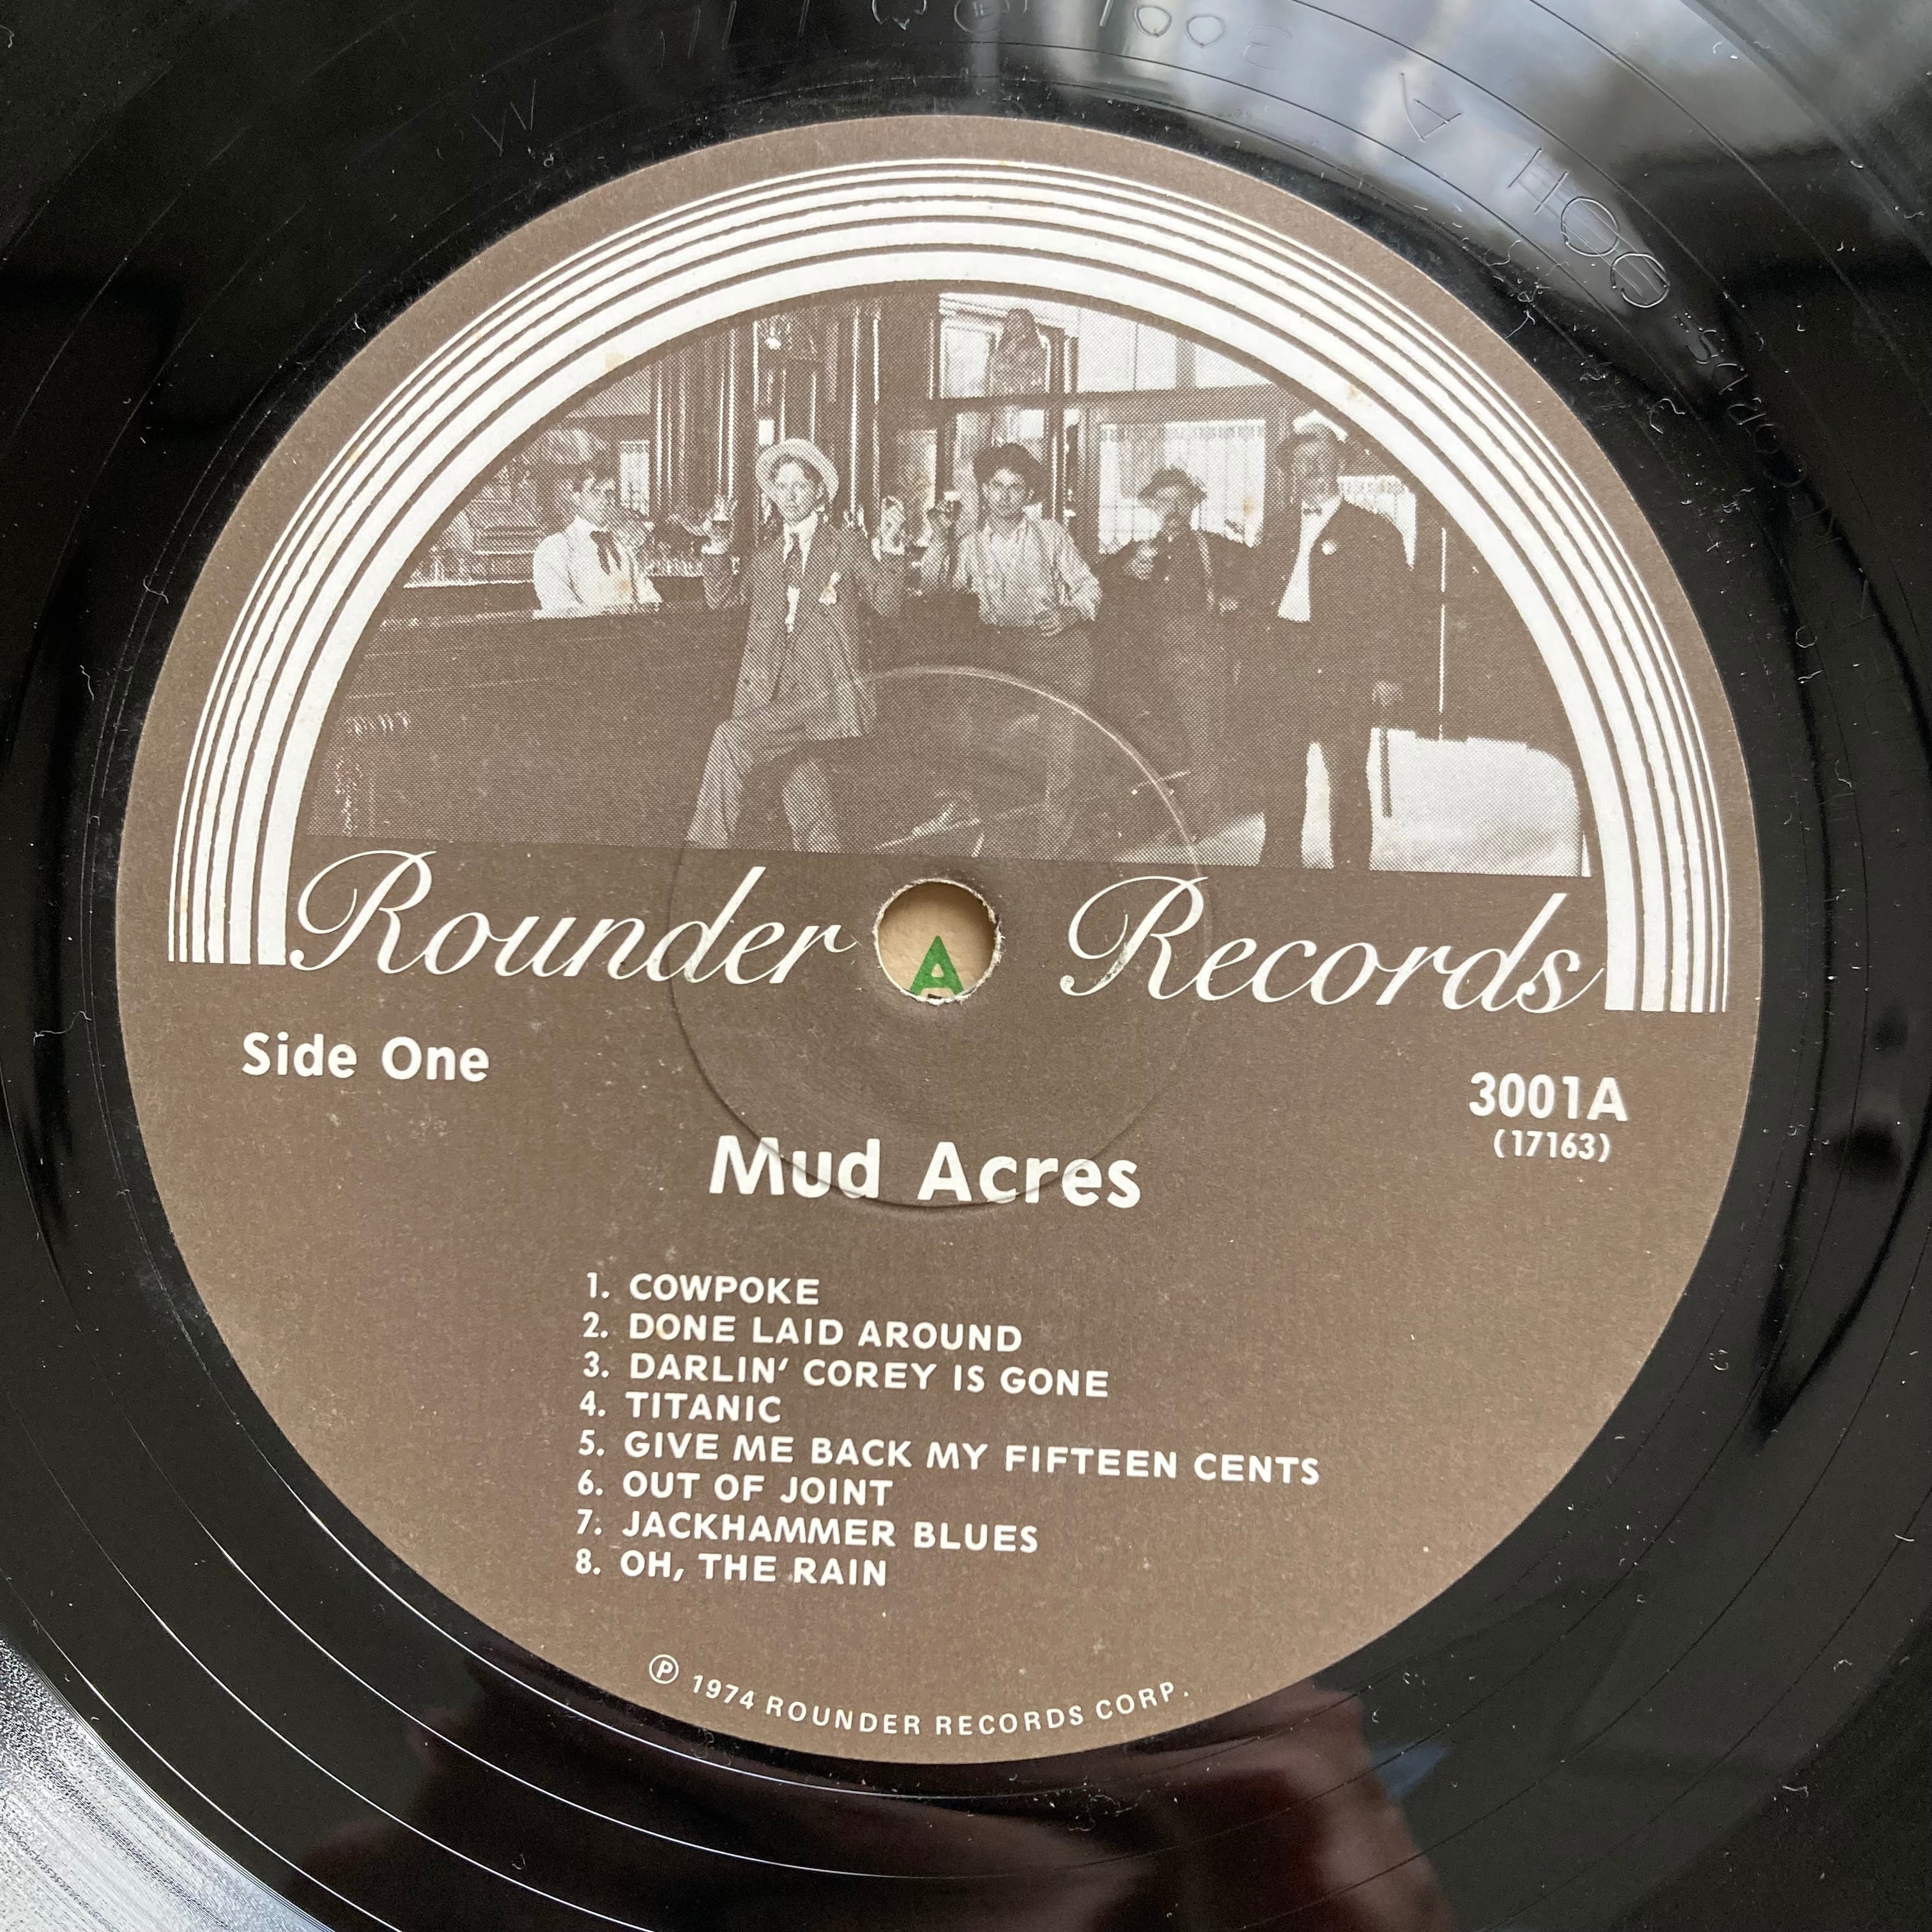 Rounder Records
A
Side One
3001A
(17163)
Mud Acres
1. COWPOKE
2. DONE LAID AROUND
3. DARLIN' COREY IS GONE
4. TITANIC
5. GIVE ME BACK MY FIFTEEN CENTS
6. OUT OF JOINT
7. JACKHAMMER BLUES
8. OH, THE RAIN
Ⓟ 1974 ROUNDER RECORDS CORP.